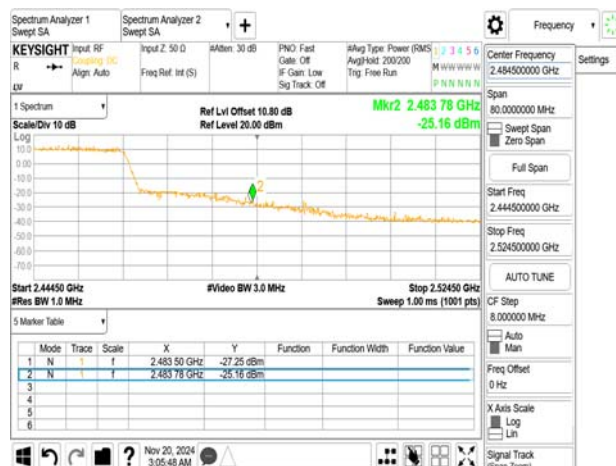 Spectrum Analyzer 1
Swept SA
Spectrum Analyzer 2
Swept SA
Frequency
KEYSIGHT
Input: RF
Coupling: DC
Align: Auto
Input Z: 50 Ω
Freq Ref: Int (S)
#Atten: 30 dB
PNO: Fast
Gate: Off
IF Gain: Low
Sig Track: Off
#Avg Type: Power (RMS
Avg|Hold: 200/200
Trig: Free Run
1 2 3 4 5 6
M W W W W W
P N N N N N
R
1 Spectrum
Scale/Div 10 dB
Ref Lvl Offset 10.80 dB
Ref Level 20.00 dBm
Mkr2 2.483 78 GHz
-25.16 dBm
Log
10.0
0.00
-10.0
-20.0
-30.0
-40.0
-50.0
-60.0
-70.0
2
Start 2.44450 GHz
#Res BW 1.0 MHz
#Video BW 3.0 MHz
Stop 2.52450 GHz
Sweep 1.00 ms (1001 pts)
5 Marker Table
Mode Trace Scale X Y Function Function Width Function Value
1 N 1 f 2.483 50 GHz -27.25 dBm
2 N 1 f 2.483 78 GHz -25.16 dBm
3
4
5
6
Nov 20, 2024
3:05:48 AM
Center Frequency
2.484500000 GHz
Settings
Span
80.0000000 MHz
Swept Span
Zero Span
Full Span
Start Freq
2.444500000 GHz
Stop Freq
2.524500000 GHz
AUTO TUNE
CF Step
8.000000 MHz
Auto
Man
Freq Offset
0 Hz
X Axis Scale
Log
Lin
Signal Track